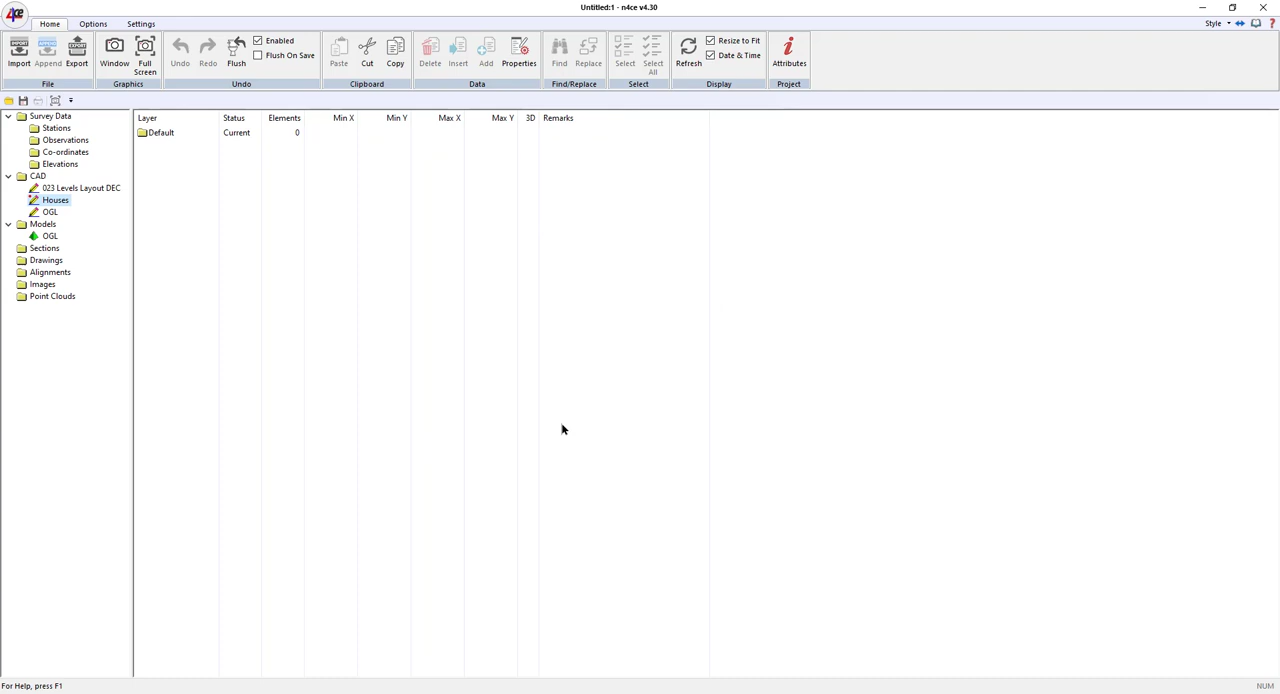 Untitled:1 - n4ce v4.30
n4ce
Home Options Settings Style
Import Append Export Window Full Screen Undo Redo Flush Enabled Flush On Save Paste Cut Copy Delete Insert Add Properties Find Replace Select Select All Refresh Resize to Fit Date & Time Attributes
File Graphics Undo Clipboard Data Find/Replace Select Display Project
Survey Data
Stations
Observations
Co-ordinates
Elevations
CAD
023 Levels Layout DEC
Houses
OGL
Models
OGL
Sections
Drawings
Alignments
Images
Point Clouds
Layer Status Elements Min X Min Y Max X Max Y 3D Remarks
Default Current 0
For Help, press F1 NUM